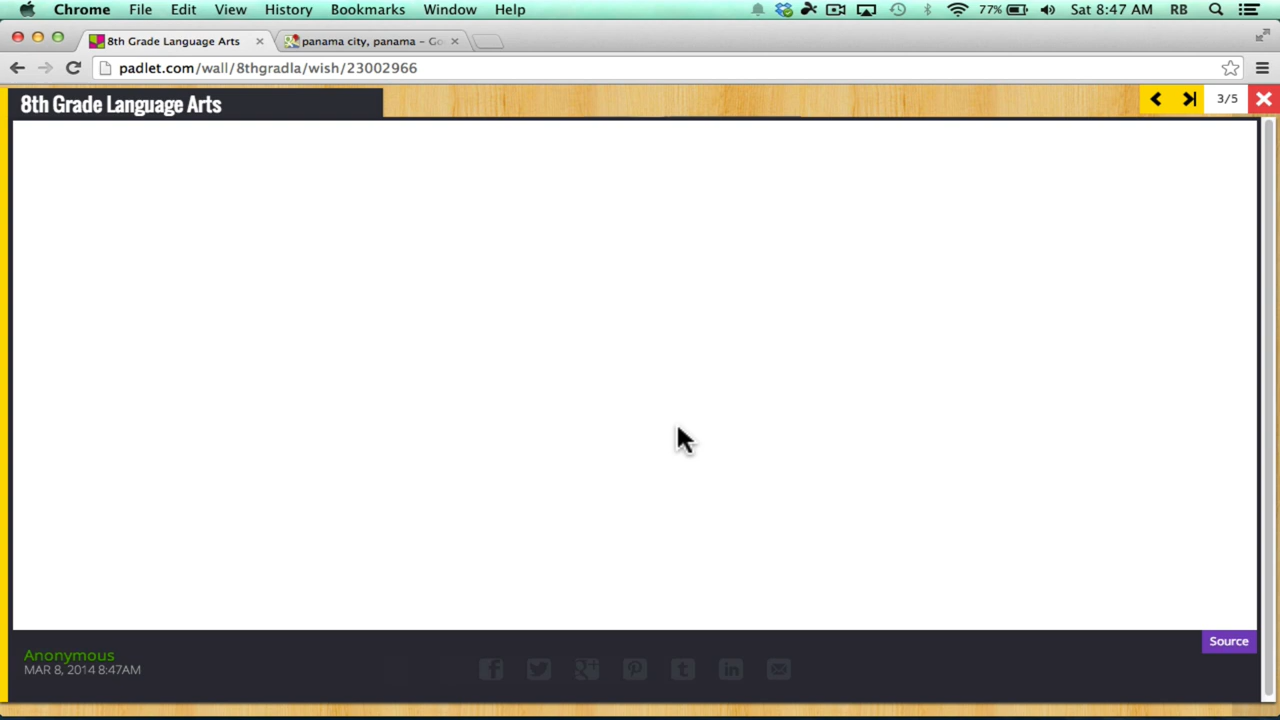 Chrome File Edit View History Bookmarks Window Help 77% Sat 8:47 AM RB
8th Grade Language Arts panama city, panama – Go
padlet.com/wall/8thgradla/wish/23002966
8th Grade Language Arts 3/5
Source
Anonymous
MAR 8, 2014 8:47AM